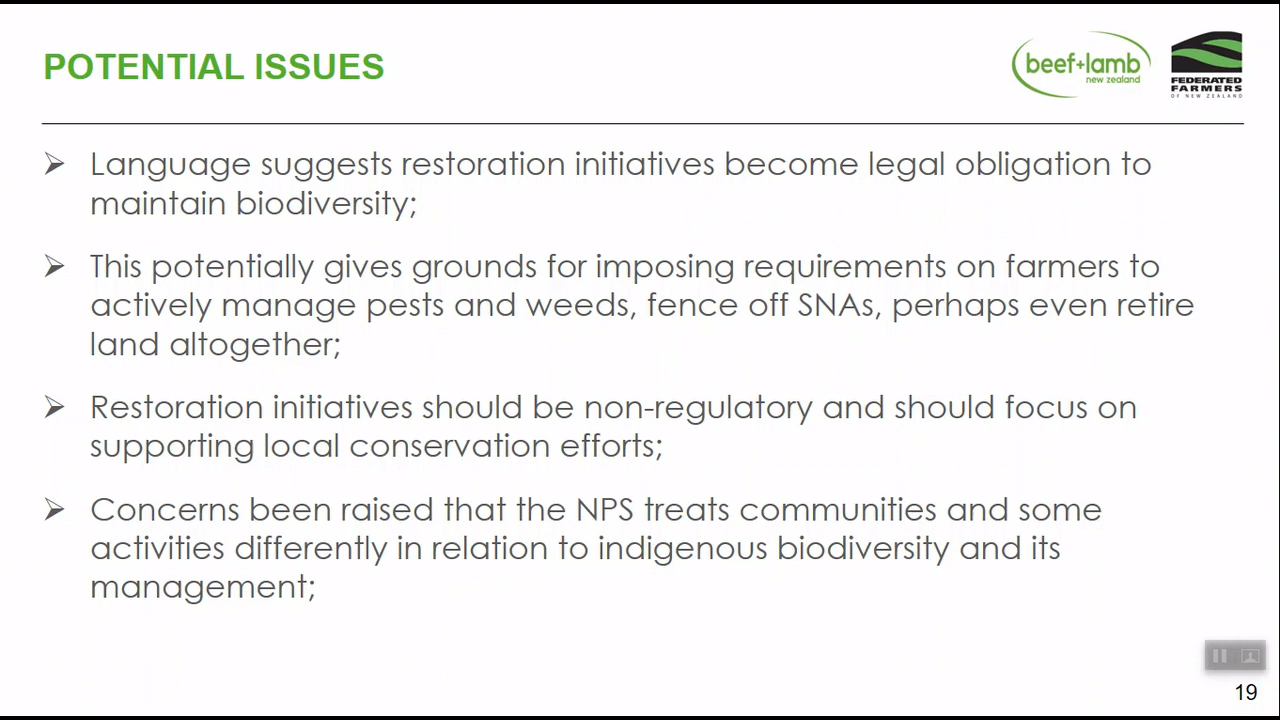 POTENTIAL ISSUES
beef+lamb
new zealand
FEDERATED
FARMERS
OF NEW ZEALAND
➢ Language suggests restoration initiatives become legal obligation to
maintain biodiversity;
➢ This potentially gives grounds for imposing requirements on farmers to
actively manage pests and weeds, fence off SNAs, perhaps even retire
land altogether;
➢ Restoration initiatives should be non-regulatory and should focus on
supporting local conservation efforts;
➢ Concerns been raised that the NPS treats communities and some
activities differently in relation to indigenous biodiversity and its
management;
19